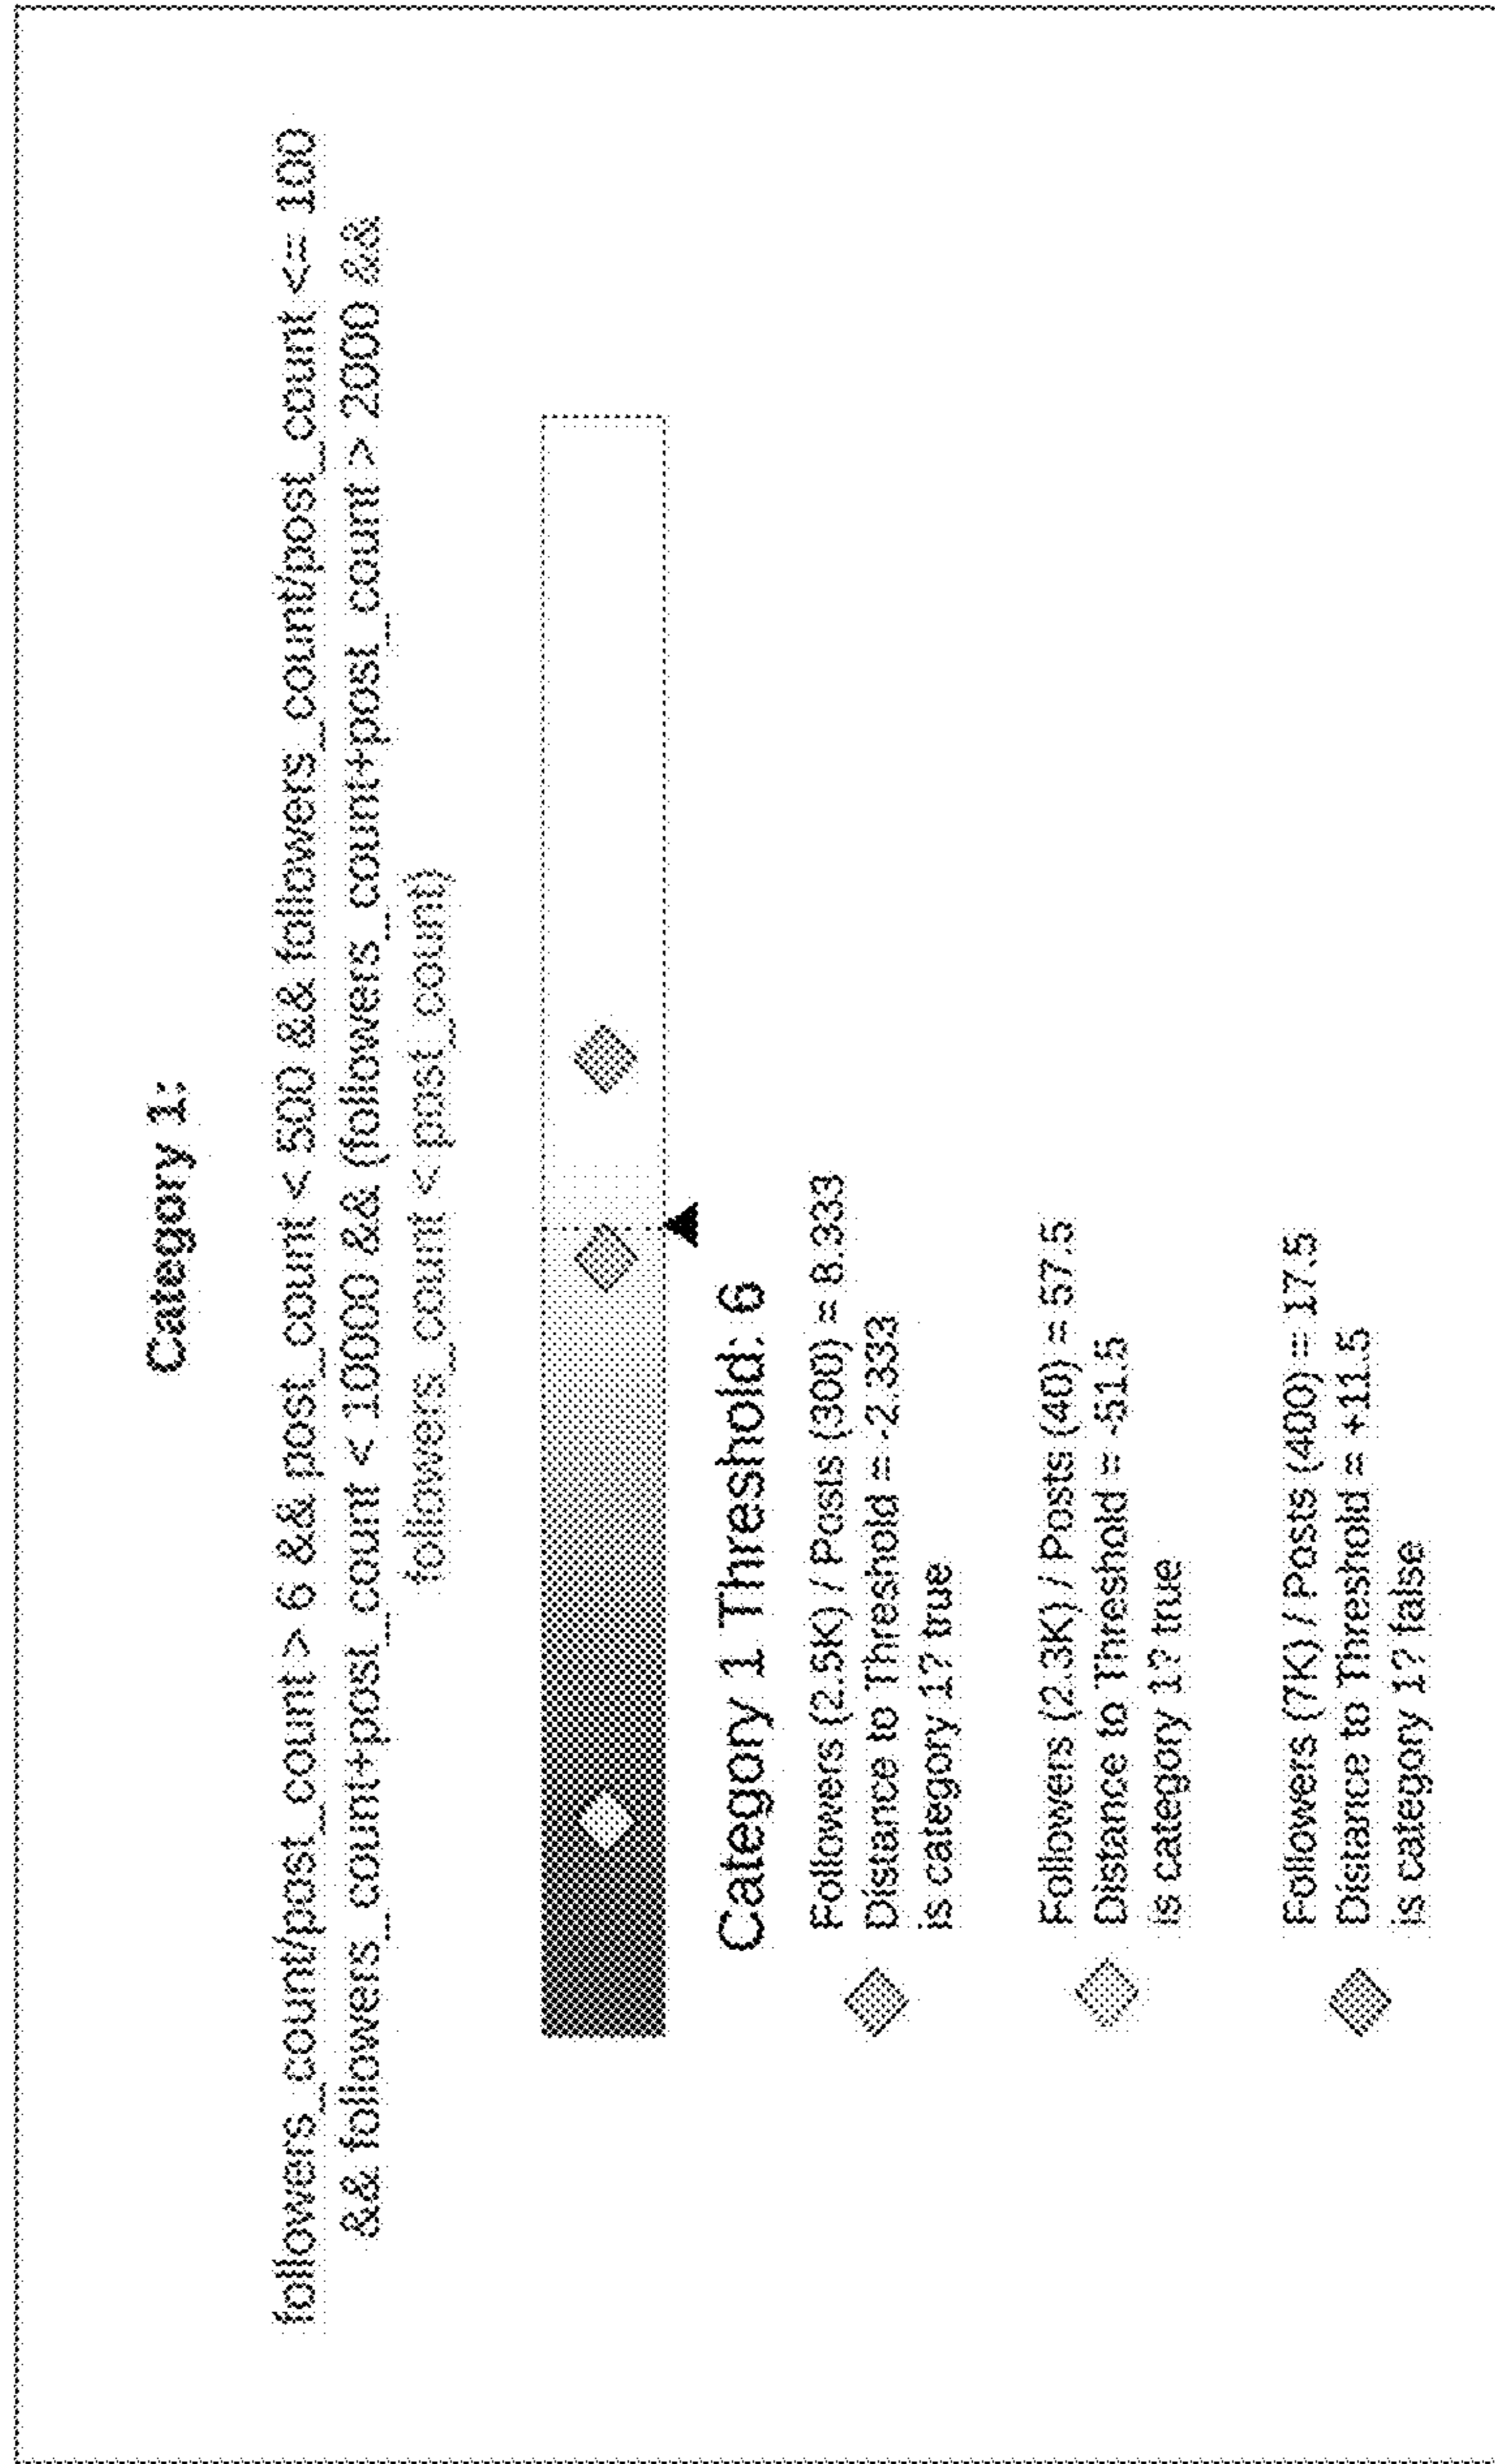 Category 1:
followers_count/post_count > 6 && post_count < 500 && followers_count/post_count <= 100
&& followers_count+post_count < 10000 && (followers_count+post_count > 2000 &&
followers_count < post_count)
Category 1 Threshold: 6
Followers (2.5K) / Posts (300) = 8.333
Distance to Threshold = -2.333
is category 1? true
Followers (2.3K) / Posts (40) = 57.5
Distance to Threshold = -51.5
is category 1? true
Followers (7K) / Posts (400) = 17.5
Distance to Threshold = +11.5
is category 1? false